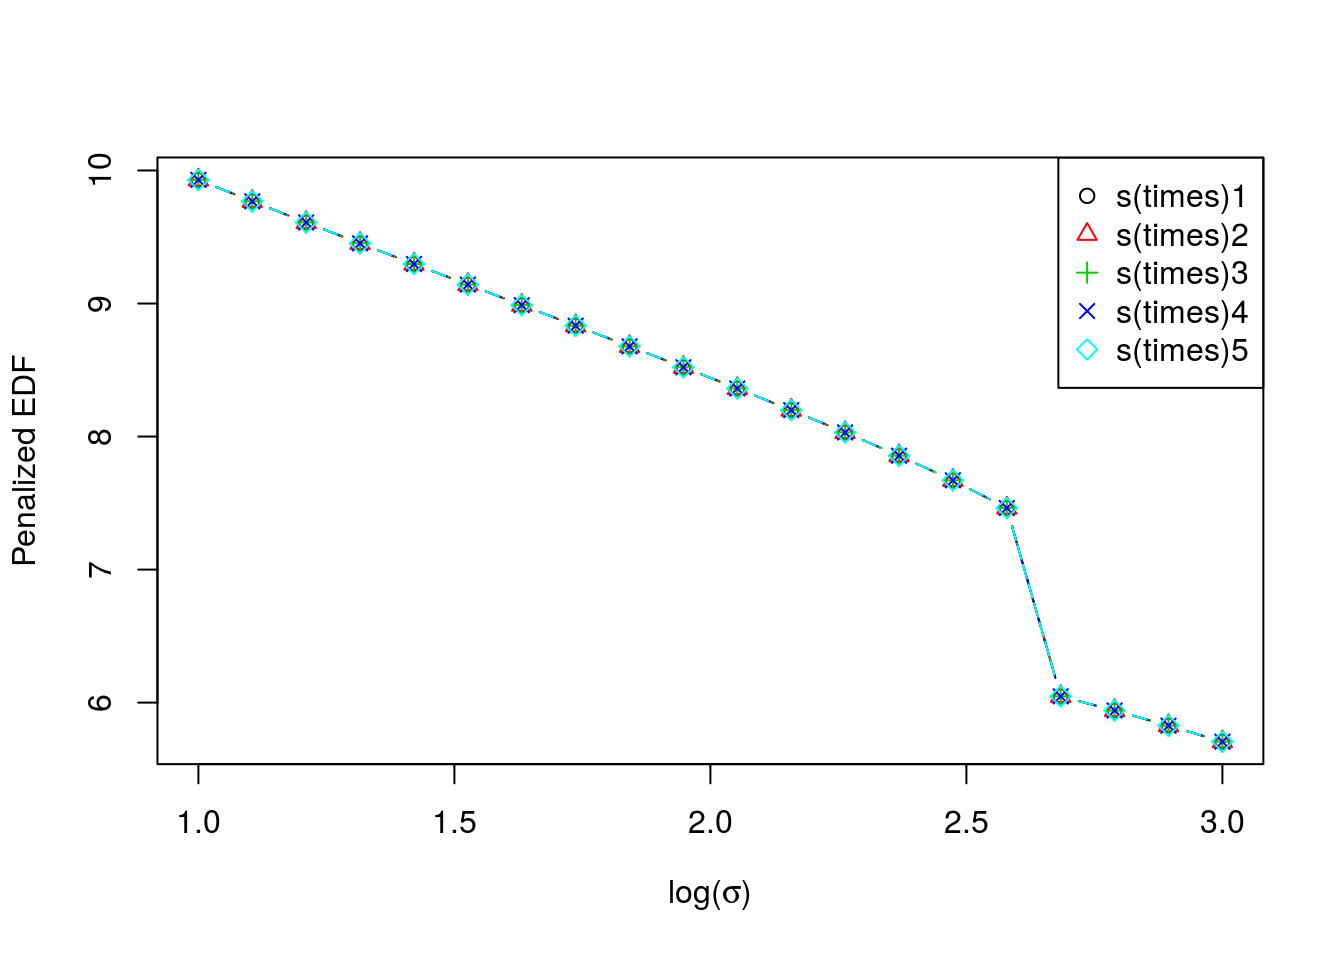 s(times)1
s(times)2
s(times)3
s(times)4
s(times)5
Penalized EDF
10
9
8
7
6
1.0 1.5 2.0 2.5 3.0
log(σ)